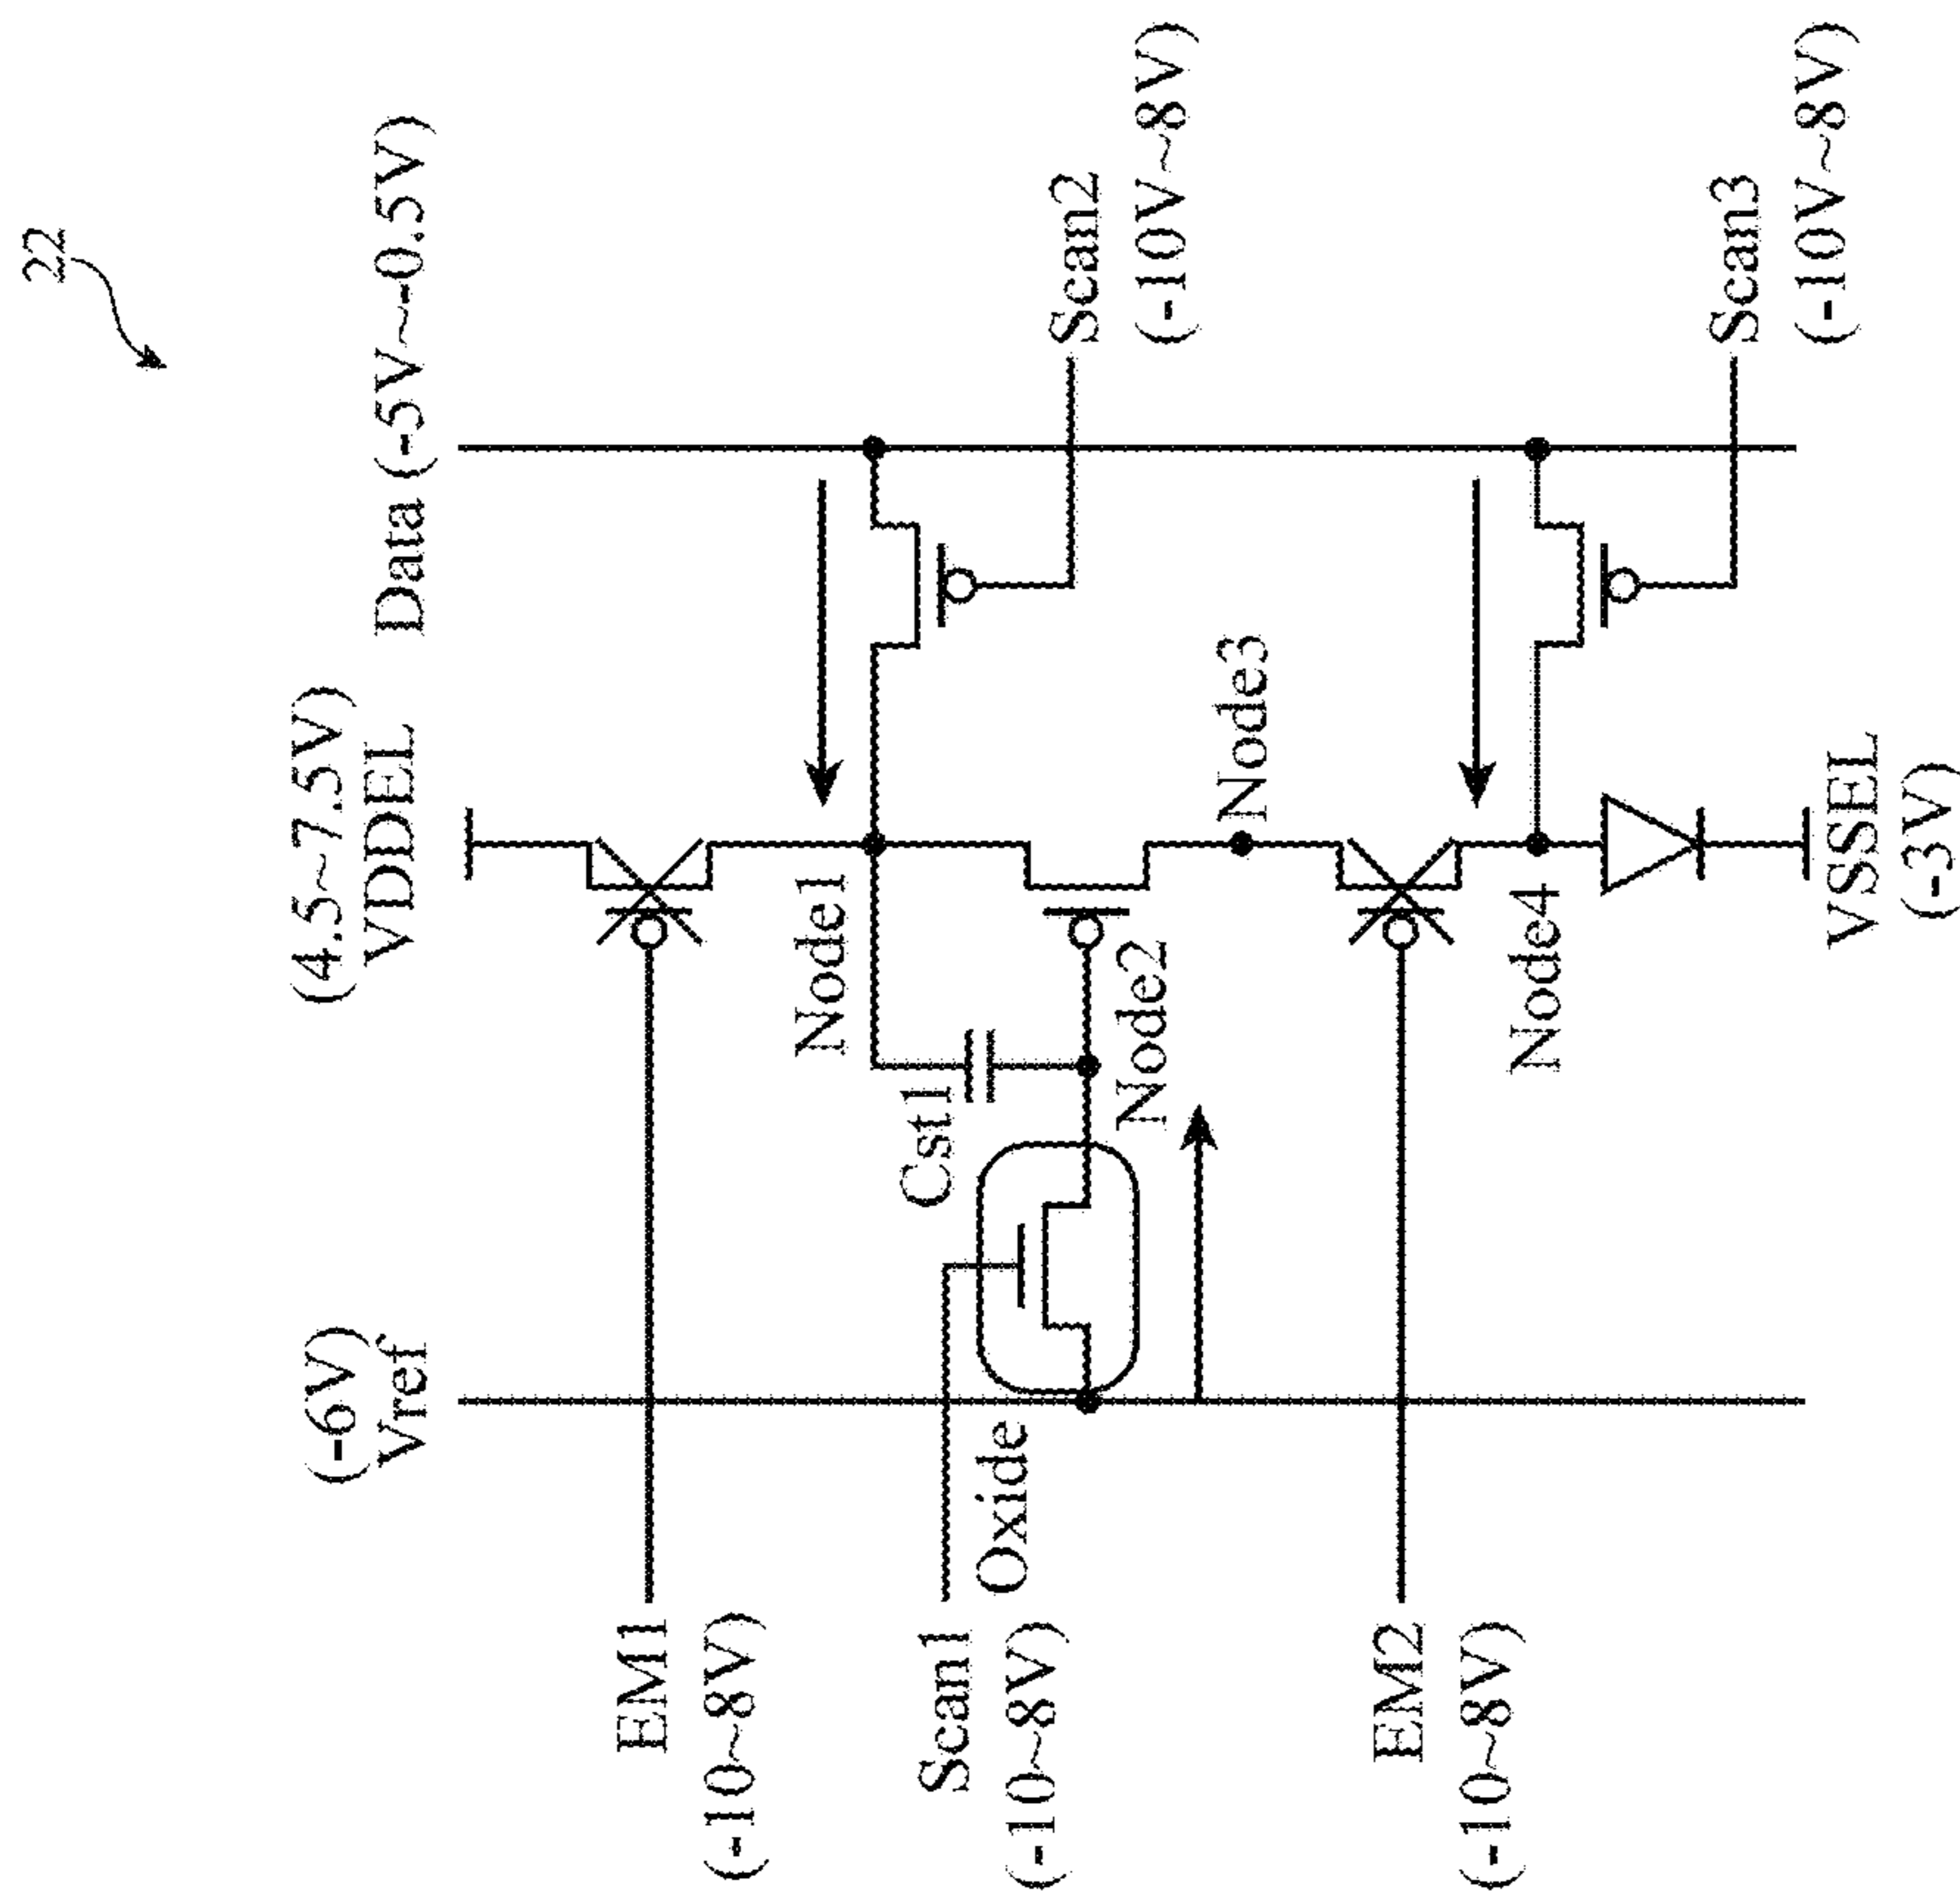 22
(4.5~7.5V)
VDDEL
Data (-5V~-0.5V)
(-6V)
Vref
EM1
(-10~8V)
Node1
Cst1
Scan1
(-10~8V)
Oxide
Node2
Scan2
(-10V~8V)
Node3
EM2
(-10~8V)
Node4
Scan3
(-10V~8V)
VSSEL
(-3V)